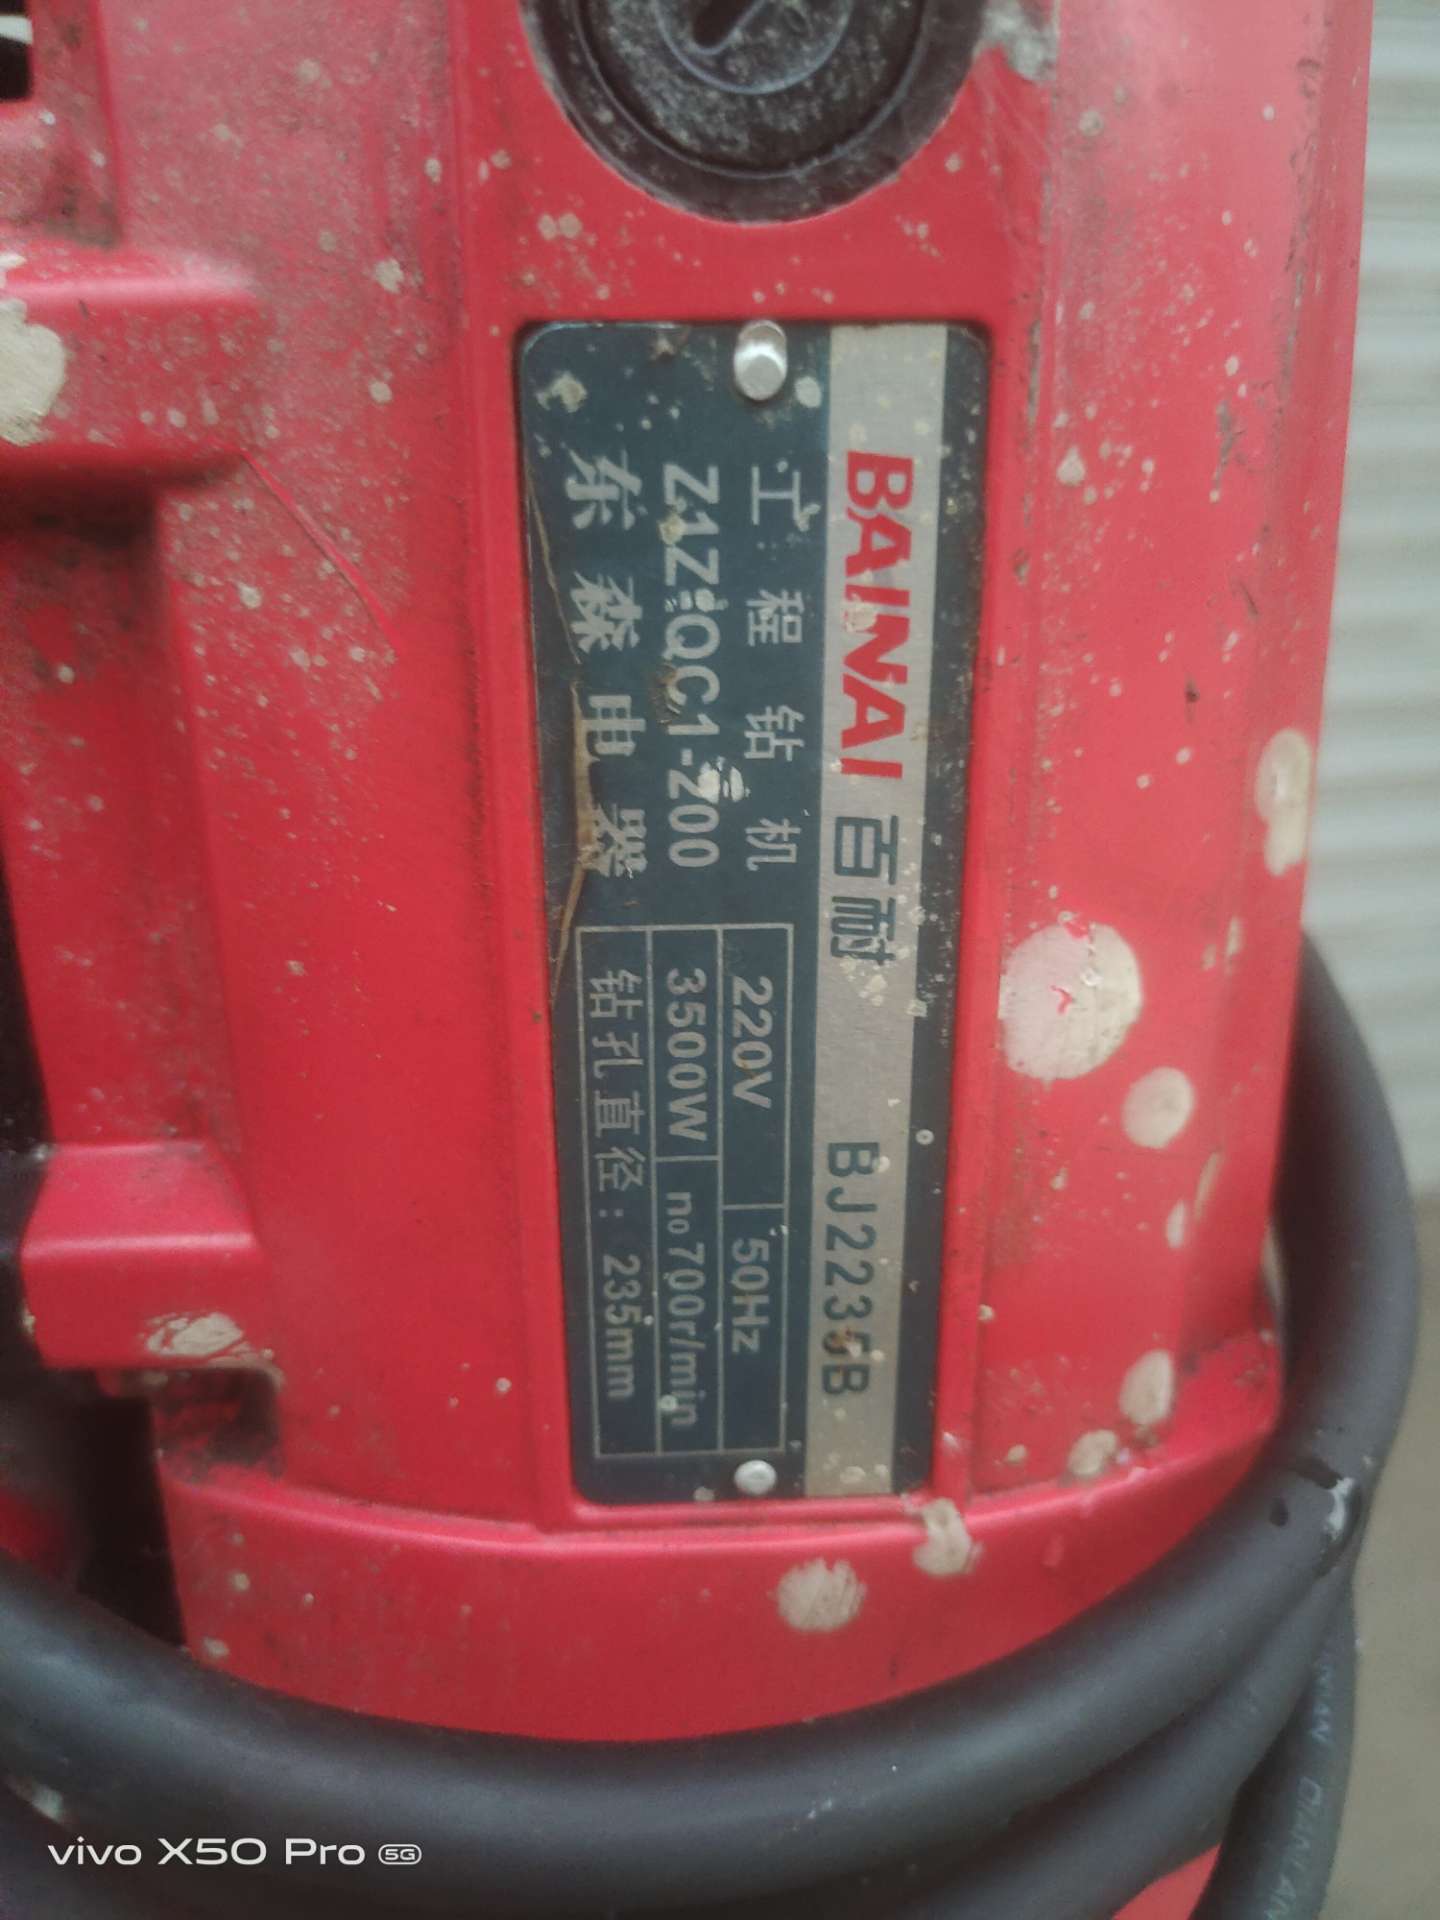 BAINAI 百耐 BJ2235B
工程钻机
Z1Z-QC1-200
东森电器
220V 50Hz
3500W n₀700r/min
钻孔直径:235mm
vivo X50 Pro 5G